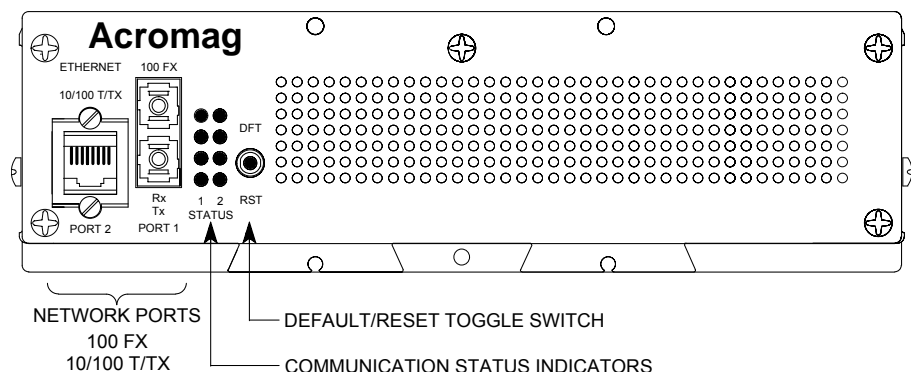 Acromag
ETHERNET
100 FX
10/100 T/TX
DFT
Rx
Tx
1 2
RST
STATUS
PORT 2
PORT 1
NETWORK PORTS
100 FX
10/100 T/TX
DEFAULT/RESET TOGGLE SWITCH
COMMUNICATION STATUS INDICATORS